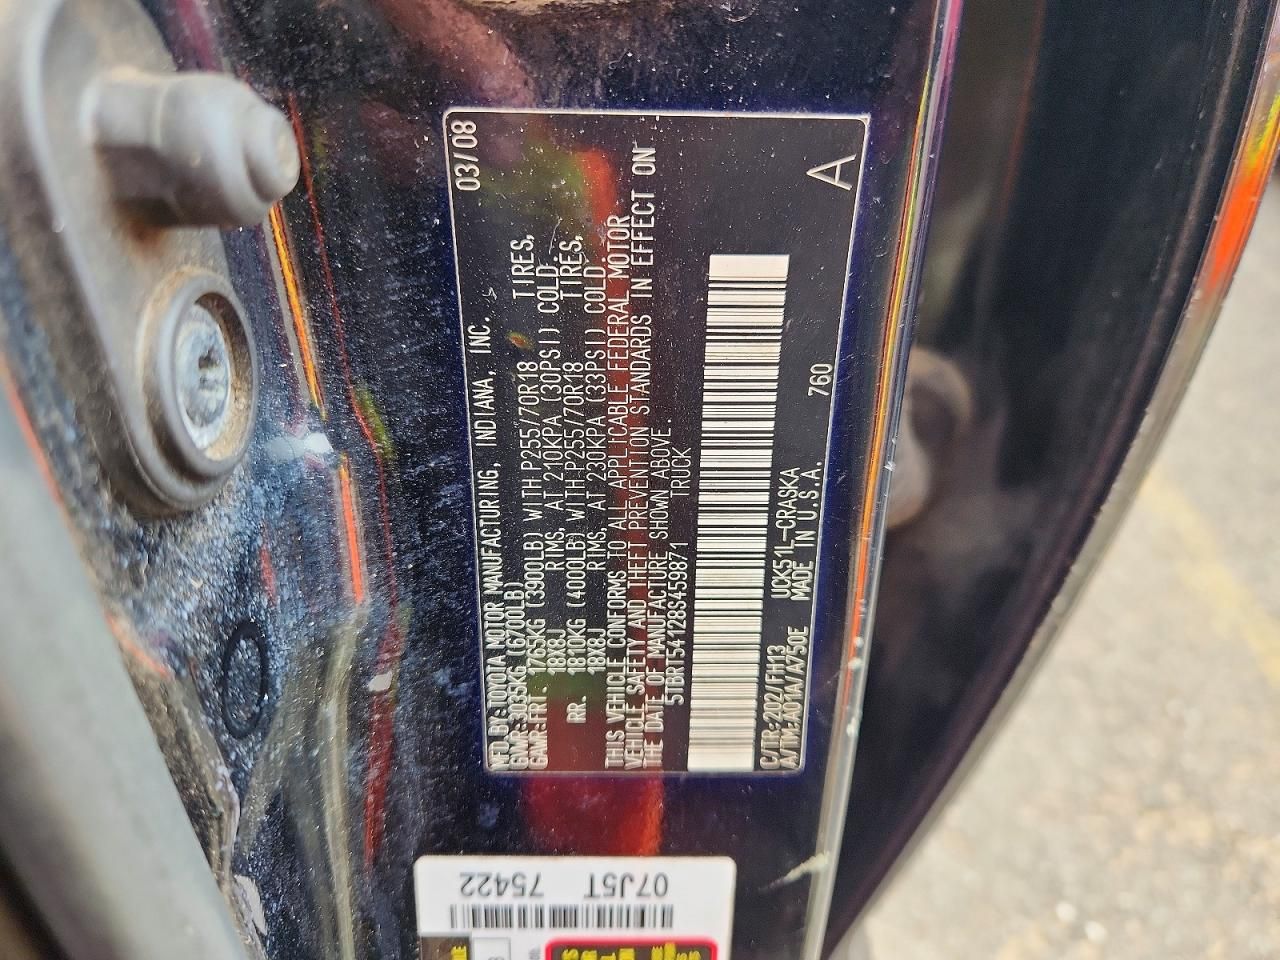 MFD.BY:TOYOTA MOTOR MANUFACTURING, INDIANA, INC. 03/08
GVWR:3035KG (6700LB)
GAWR:FRT. 1765KG (3900LB) WITH P255/70R18 TIRES,
18X8J RIMS, AT 210KPA (30PSI) COLD
RR. 1810KG (4000LB) WITH P255/70R18 TIRES,
18X8J RIMS, AT 230KPA (33PSI) COLD.
THIS VEHICLE CONFORMS TO ALL APPLICABLE FEDERAL MOTOR
VEHICLE SAFETY AND THEFT PREVENTION STANDARDS IN EFFECT ON
THE DATE OF MANUFACTURE SHOWN ABOVE.
5TBRT54128S459871 TRUCK
C/TR:202/FH13 UCK51L-CRASKA 760
A/TM:A01A/A750E MADE IN U.S.A. A
07J5T 75422